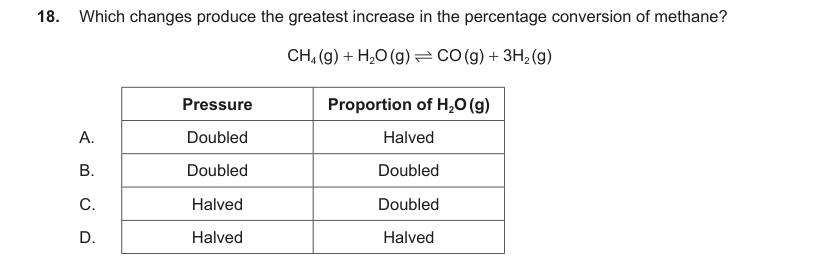 18. Which changes produce the greatest increase in the percentage conversion of methane?
CH₄(g) + H₂O(g) ⇌ CO(g) + 3H₂(g)
Pressure Proportion of H₂O(g)
A. Doubled Halved
B. Doubled Doubled
C. Halved Doubled
D. Halved Halved